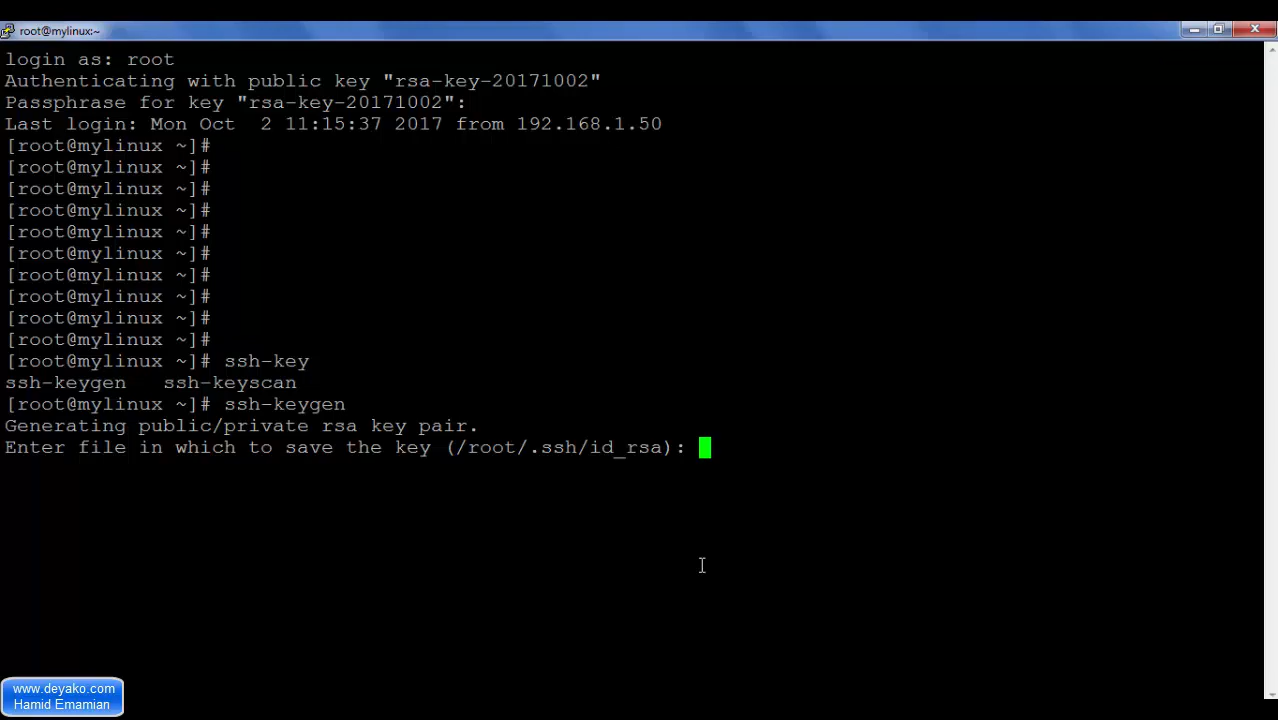 root@mylinux:~
login as: root
Authenticating with public key "rsa-key-20171002"
Passphrase for key "rsa-key-20171002":
Last login: Mon Oct  2 11:15:37 2017 from 192.168.1.50
[root@mylinux ~]#
[root@mylinux ~]#
[root@mylinux ~]#
[root@mylinux ~]#
[root@mylinux ~]#
[root@mylinux ~]#
[root@mylinux ~]#
[root@mylinux ~]#
[root@mylinux ~]#
[root@mylinux ~]#
[root@mylinux ~]# ssh-key
ssh-keygen   ssh-keyscan
[root@mylinux ~]# ssh-keygen
Generating public/private rsa key pair.
Enter file in which to save the key (/root/.ssh/id_rsa):
www.deyako.com
Hamid Emamian